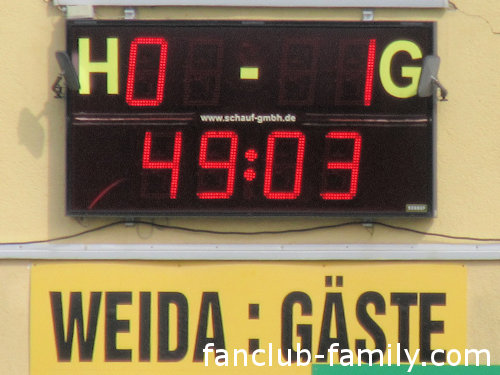 H 0 - 1 G
www.schauf-gmbh.de
49:03
WEIDA : GÄSTE
fanclub-family.com